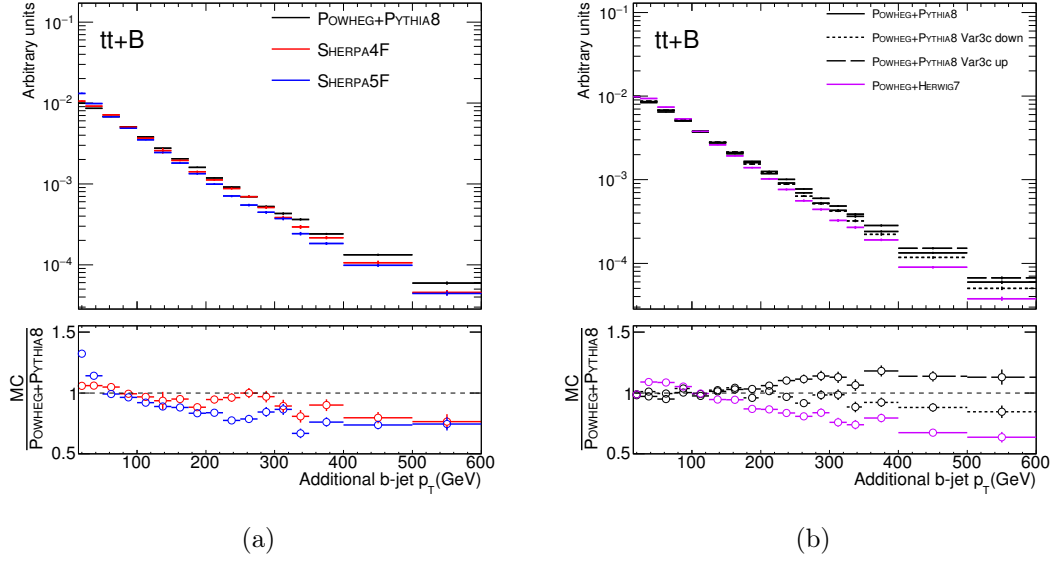 Arbitrary units
10⁻¹
10⁻²
10⁻³
10⁻⁴
tt+B
POWHEG+PYTHIA8
SHERPA4F
SHERPA5F
MC
POWHEG+PYTHIA8
1.5
1
0.5
100 200 300 400 500 600
Additional b-jet p_T(GeV)
(a)
Arbitrary units
10⁻¹
10⁻²
10⁻³
10⁻⁴
tt+B
POWHEG+PYTHIA8
POWHEG+PYTHIA8 Var3c down
POWHEG+PYTHIA8 Var3c up
POWHEG+HERWIG7
MC
POWHEG+PYTHIA8
1.5
1
0.5
100 200 300 400 500 600
Additional b-jet p_T(GeV)
(b)